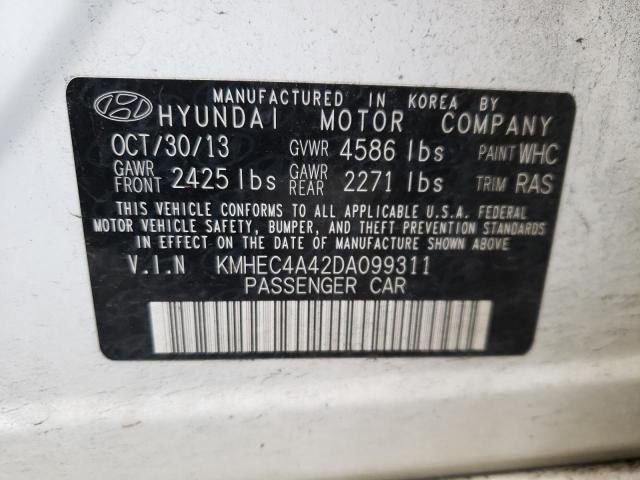 MANUFACTURED IN KOREA BY
HYUNDAI MOTOR COMPANY
OCT/30/13 GVWR 4586 lbs PAINT WHC
GAWR FRONT 2425 lbs GAWR REAR 2271 lbs TRIM RAS
THIS VEHICLE CONFORMS TO ALL APPLICABLE U.S.A. FEDERAL
MOTOR VEHICLE SAFETY, BUMPER, AND THEFT PREVENTION STANDARDS
IN EFFECT ON THE DATE OF MANUFACTURE SHOWN ABOVE.
V.I.N KMHEC4A42DA099311
PASSENGER CAR